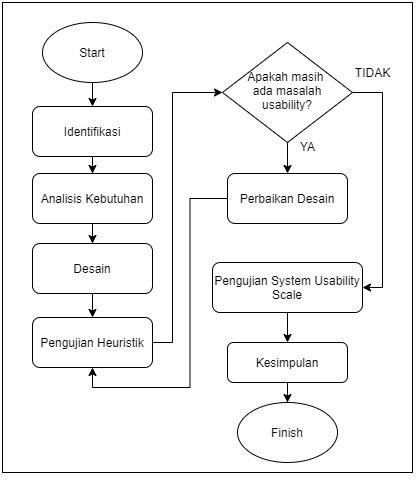 Start
Identifikasi
Analisis Kebutuhan
Desain
Pengujian Heuristik
Apakah masih
ada masalah
usability?
TIDAK
YA
Perbaikan Desain
Pengujian System Usability
Scale
Kesimpulan
Finish